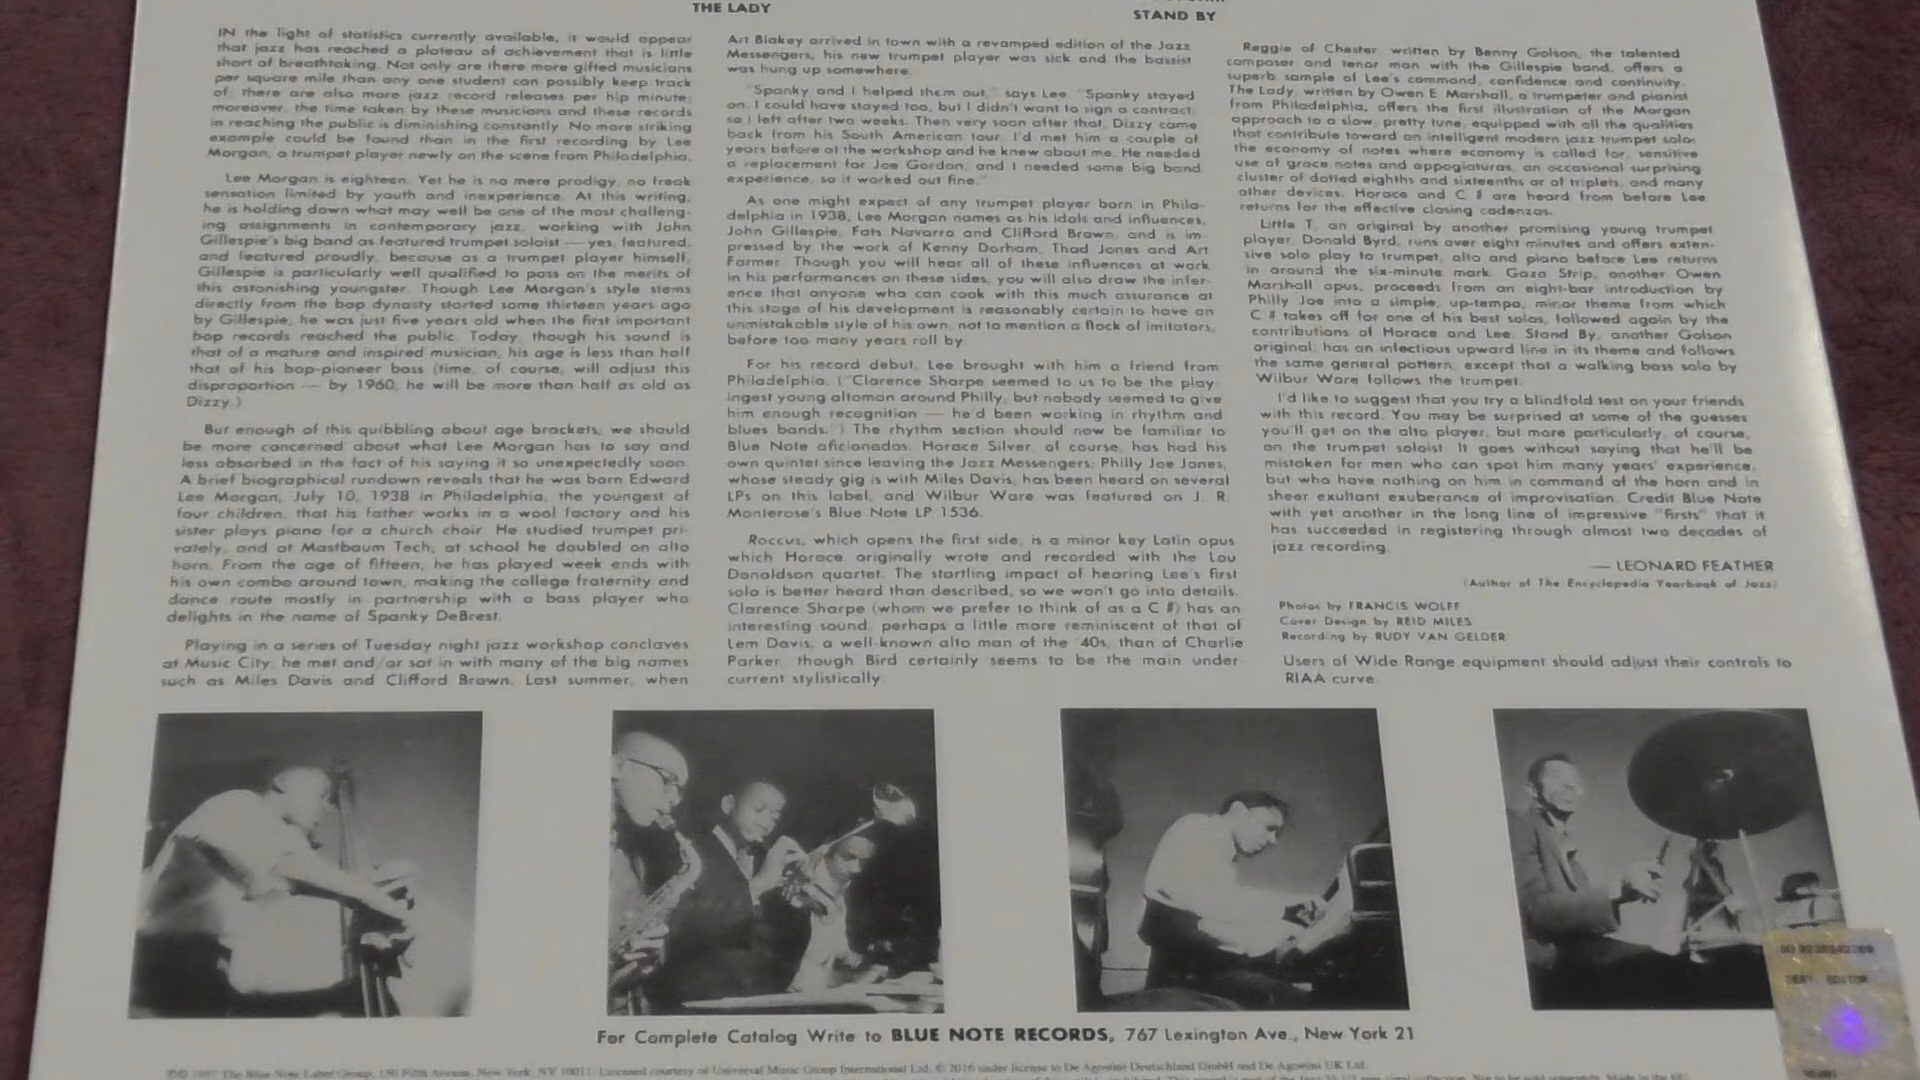 THE LADY
STAND BY
IN the light of statistics currently available, it would appear
that jazz has reached a plateau of achievement that is little
short of breathtaking. Not only are there more gifted musicians
per square mile than any one student can possibly keep track
of; there are also more jazz record releases per hip minute;
moreover, the time taken by these musicians and these records
in reaching the public is diminishing constantly. No more striking
example could be found than in the first recording by Lee
Morgan, a trumpet player newly on the scene from Philadelphia.
Lee Morgan is eighteen. Yet he is no mere prodigy, no freak
sensation limited by youth and inexperience. At this writing,
he is holding down what may well be one of the most challeng-
ing assignments in contemporary jazz, working with John
Gillespie's big band as featured trumpet soloist — yes, featured,
and featured proudly, because as a trumpet player himself,
Gillespie is particularly well qualified to pass on the merits of
this astonishing youngster. Though Lee Morgan's style stems
directly from the bop dynasty started some thirteen years ago
by Gillespie, he was just five years old when the first important
bop records reached the public. Today, though his sound is
that of a mature and inspired musician, his age is less than half
that of his bop-pioneer boss (time, of course, will adjust this
disproportion — by 1960, he will be more than half as old as
Dizzy.)
But enough of this quibbling about age brackets; we should
be more concerned about what Lee Morgan has to say and
less absorbed in the fact of his saying it so unexpectedly soon.
A brief biographical rundown reveals that he was born Edward
Lee Morgan, July 10, 1938 in Philadelphia, the youngest of
four children; that his father works in a wool factory and his
sister plays piano for a church choir. He studied trumpet pri-
vately, and at Mastbaum Tech; at school he doubled on alto
horn. From the age of fifteen, he has played week ends with
his own combo around town, making the college fraternity and
dance route mostly in partnership with a bass player who
delights in the name of Spanky DeBrest.
Playing in a series of Tuesday night jazz workshop conclaves
at Music City, he met and/or sat in with many of the big names
such as Miles Davis and Clifford Brown. Last summer, when
Art Blakey arrived in town with a revamped edition of the Jazz
Messengers, his new trumpet player was sick and the bassist
was hung up somewhere.
"Spanky and I helped them out," says Lee. "Spanky stayed
on. I could have stayed too, but I didn't want to sign a contract,
so I left after two weeks. Then very soon after that, Dizzy came
back from his South American tour. I'd met him a couple of
years before at the workshop and he knew about me. He needed
a replacement for Joe Gordon, and I needed some big band
experience, so it worked out fine."
As one might expect of any trumpet player born in Phila-
delphia in 1938, Lee Morgan names as his idols and influences,
John Gillespie, Fats Navarro and Clifford Brown, and is im-
pressed by the work of Kenny Dorham, Thad Jones and Art
Farmer. Though you will hear all of these influences at work
in his performances on these sides, you will also draw the infer-
ence that anyone who can cook with this much assurance at
this stage of his development is reasonably certain to have an
unmistakable style of his own, not to mention a flock of imitators,
before too many years roll by.
For his record debut, Lee brought with him a friend from
Philadelphia. ("Clarence Sharpe seemed to us to be the play-
ingest young altoman around Philly, but nobody seemed to give
him enough recognition — he'd been working in rhythm and
blues bands.") The rhythm section should now be familiar to
Blue Note aficionados. Horace Silver, of course, has had his
own quintet since leaving the Jazz Messengers; Philly Joe Jones,
whose steady gig is with Miles Davis, has been heard on several
LPs on this label, and Wilbur Ware was featured on J. R.
Monterose's Blue Note LP 1536.
Roccus, which opens the first side, is a minor key Latin opus
which Horace originally wrote and recorded with the Lou
Donaldson quartet. The startling impact of hearing Lee's first
solo is better heard than described, so we won't go into details.
Clarence Sharpe (whom we prefer to think of as a C #) has an
interesting sound, perhaps a little more reminiscent of that of
Lem Davis, a well-known alto man of the '40s, than of Charlie
Parker, though Bird certainly seems to be the main under-
current stylistically.
Reggie of Chester, written by Benny Golson, the talented
composer and tenor man with the Gillespie band, offers a
superb sample of Lee's command, confidence and continuity.
The Lady, written by Owen E. Marshall, a trumpeter and pianist
from Philadelphia, offers the first illustration of the Morgan
approach to a slow, pretty tune, equipped with all the qualities
that contribute toward an intelligent modern jazz trumpet solo:
the economy of notes where economy is called for, sensitive
use of grace notes and appogiaturas, an occasional surprising
cluster of dotted eighths and sixteenths or of triplets, and many
other devices. Horace and C # are heard from before Lee
returns for the effective closing cadenzas.
Little T, an original by another promising young trumpet
player, Donald Byrd, runs over eight minutes and offers exten-
sive solo play to trumpet, alto and piano before Lee returns
in around the six-minute mark. Gaza Strip, another Owen
Marshall opus, proceeds from an eight-bar introduction by
Philly Joe into a simple, up-tempo, minor theme from which
C # takes off for one of his best solos, followed again by the
contributions of Horace and Lee. Stand By, another Golson
original, has an infectious upward line in its theme and follows
the same general pattern, except that a walking bass solo by
Wilbur Ware follows the trumpet.
I'd like to suggest that you try a blindfold test on your friends
with this record. You may be surprised at some of the guesses
you'll get on the alto player, but more particularly, of course,
on the trumpet soloist. It goes without saying that he'll be
mistaken for men who can spot him many years' experience,
but who have nothing on him in command of the horn and in
sheer exultant exuberance of improvisation. Credit Blue Note
with yet another in the long line of impressive "firsts" that it
has succeeded in registering through almost two decades of
jazz recording.
— LEONARD FEATHER
(Author of The Encyclopedia Yearbook of Jazz)
Photos by FRANCIS WOLFF
Cover Design by REID MILES
Recording by RUDY VAN GELDER
Users of Wide Range equipment should adjust their controls to
RIAA curve.
For Complete Catalog Write to BLUE NOTE RECORDS, 767 Lexington Ave., New York 21
1997 The Blue Note Label Group, 150 Fifth Avenue, New York, NY 10011. Licensed courtesy of Universal Music Group International Ltd. © 2016 under license to De Agostini Deutschland GmbH and De Agostini UK Ltd.